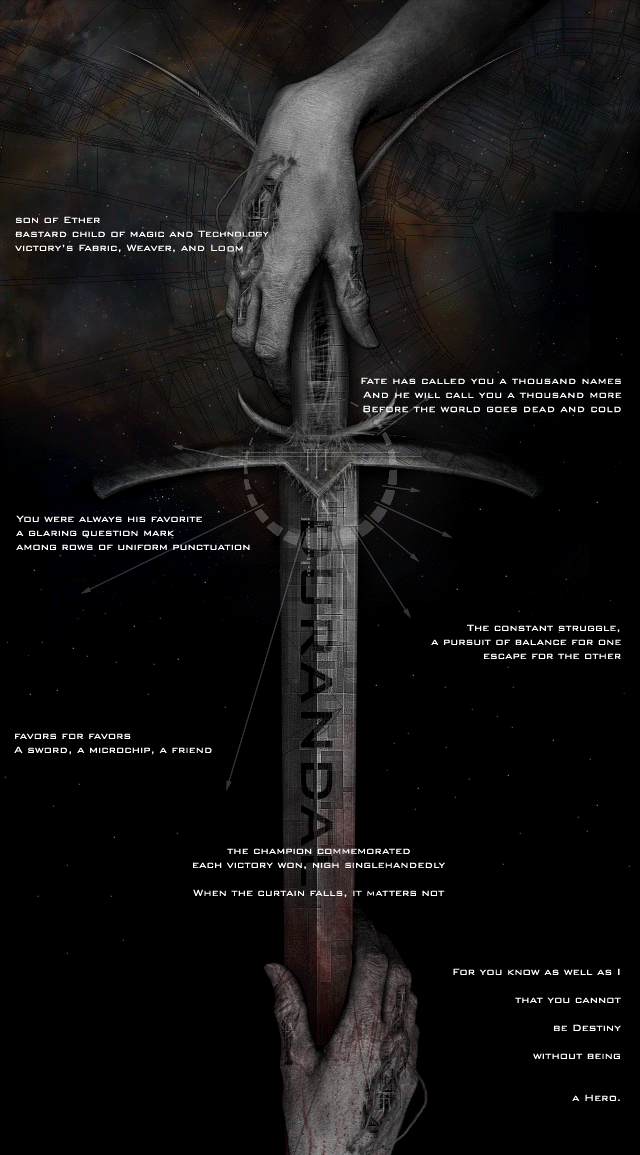 son of Ether
bastard child of magic and Technology
victory's Fabric, Weaver, and Loom
Fate has called you a thousand names
And he will call you a thousand more
Before the world goes dead and cold
You were always his favorite
a glaring question mark
among rows of uniform punctuation
DURANDAL
The constant struggle,
a pursuit of balance for one
escape for the other
favors for favors
A sword, a microchip, a friend
the champion commemorated
each victory won, nigh singlehandedly
When the curtain falls, it matters not
For you know as well as I
that you cannot
be Destiny
without being
a Hero.